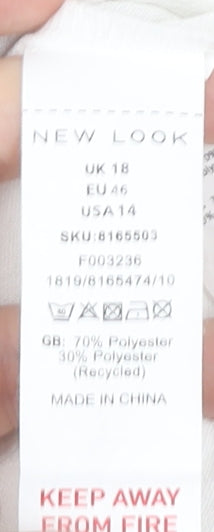 NEW LOOK
UK 18
EU 46
USA 14
SKU:8165503
F003236
1819/8165474/10
40
GB: 70% Polyester
30% Polyester
(Recycled)
MADE IN CHINA
KEEP AWAY
FROM FIRE